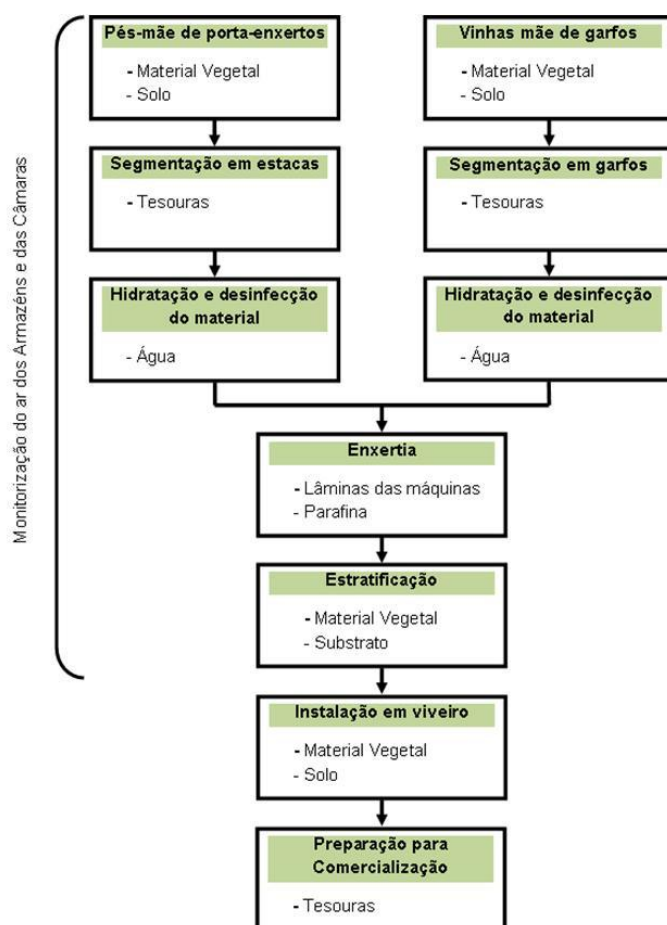 Monitorização do ar dos Armazéns e das Câmaras
Pés-mãe de porta-enxertos
- Material Vegetal
- Solo
Vinhas mãe de garfos
- Material Vegetal
- Solo
Segmentação em estacas
- Tesouras
Segmentação em garfos
- Tesouras
Hidratação e desinfecção
do material
- Água
Hidratação e desinfecção
do material
- Água
Enxertia
- Lâminas das máquinas
- Parafina
Estratificação
- Material Vegetal
- Substrato
Instalação em viveiro
- Material Vegetal
- Solo
Preparação para
Comercialização
- Tesouras